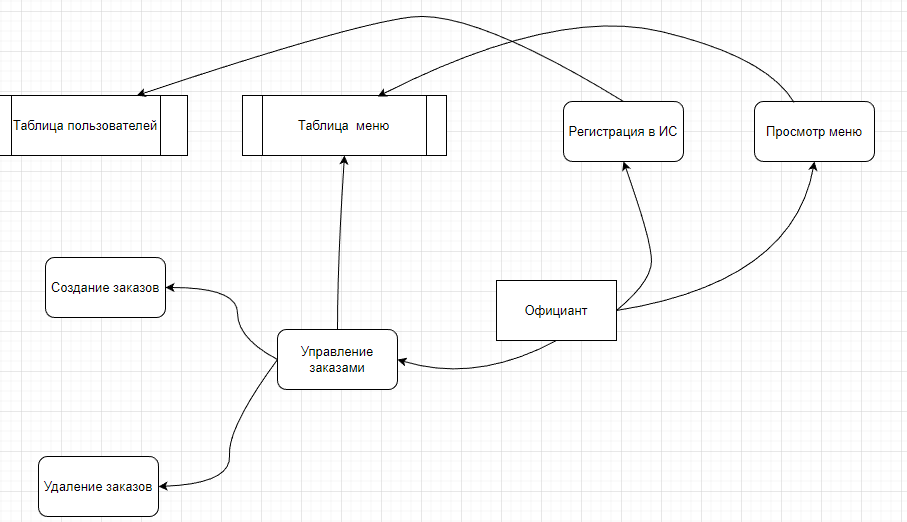 Таблица пользователей
Таблица меню
Регистрация в ИС
Просмотр меню
Создание заказов
Официант
Управление
заказами
Удаление заказов